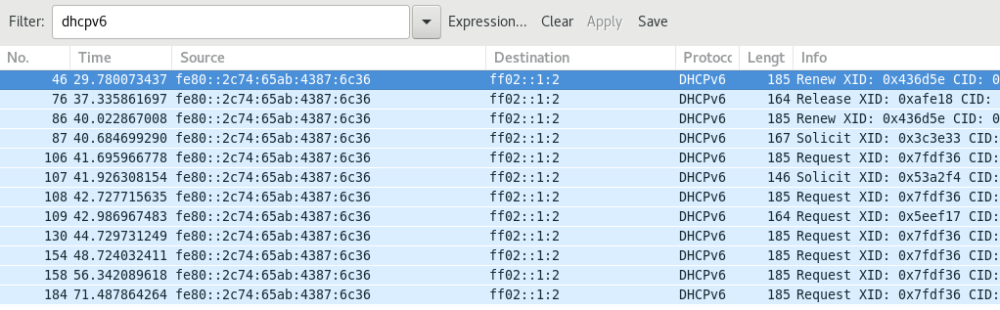 Filter: dhcpv6 Expression... Clear Apply Save
No. Time Source Destination Protocc Lengt Info
46 29.780073437 fe80::2c74:65ab:4387:6c36 ff02::1:2 DHCPv6 185 Renew XID: 0x436d5e CID: 0
76 37.335861697 fe80::2c74:65ab:4387:6c36 ff02::1:2 DHCPv6 164 Release XID: 0xafe18 CID:
86 40.022867008 fe80::2c74:65ab:4387:6c36 ff02::1:2 DHCPv6 185 Renew XID: 0x436d5e CID: 0
87 40.684699290 fe80::2c74:65ab:4387:6c36 ff02::1:2 DHCPv6 167 Solicit XID: 0x3c3e33 CID:
106 41.695966778 fe80::2c74:65ab:4387:6c36 ff02::1:2 DHCPv6 185 Request XID: 0x7fdf36 CID:
107 41.926308154 fe80::2c74:65ab:4387:6c36 ff02::1:2 DHCPv6 146 Solicit XID: 0x53a2f4 CID:
108 42.727715635 fe80::2c74:65ab:4387:6c36 ff02::1:2 DHCPv6 185 Request XID: 0x7fdf36 CID:
109 42.986967483 fe80::2c74:65ab:4387:6c36 ff02::1:2 DHCPv6 164 Request XID: 0x5eef17 CID:
130 44.729731249 fe80::2c74:65ab:4387:6c36 ff02::1:2 DHCPv6 185 Request XID: 0x7fdf36 CID:
154 48.724032411 fe80::2c74:65ab:4387:6c36 ff02::1:2 DHCPv6 185 Request XID: 0x7fdf36 CID:
158 56.342089618 fe80::2c74:65ab:4387:6c36 ff02::1:2 DHCPv6 185 Request XID: 0x7fdf36 CID:
184 71.487864264 fe80::2c74:65ab:4387:6c36 ff02::1:2 DHCPv6 185 Request XID: 0x7fdf36 CID: